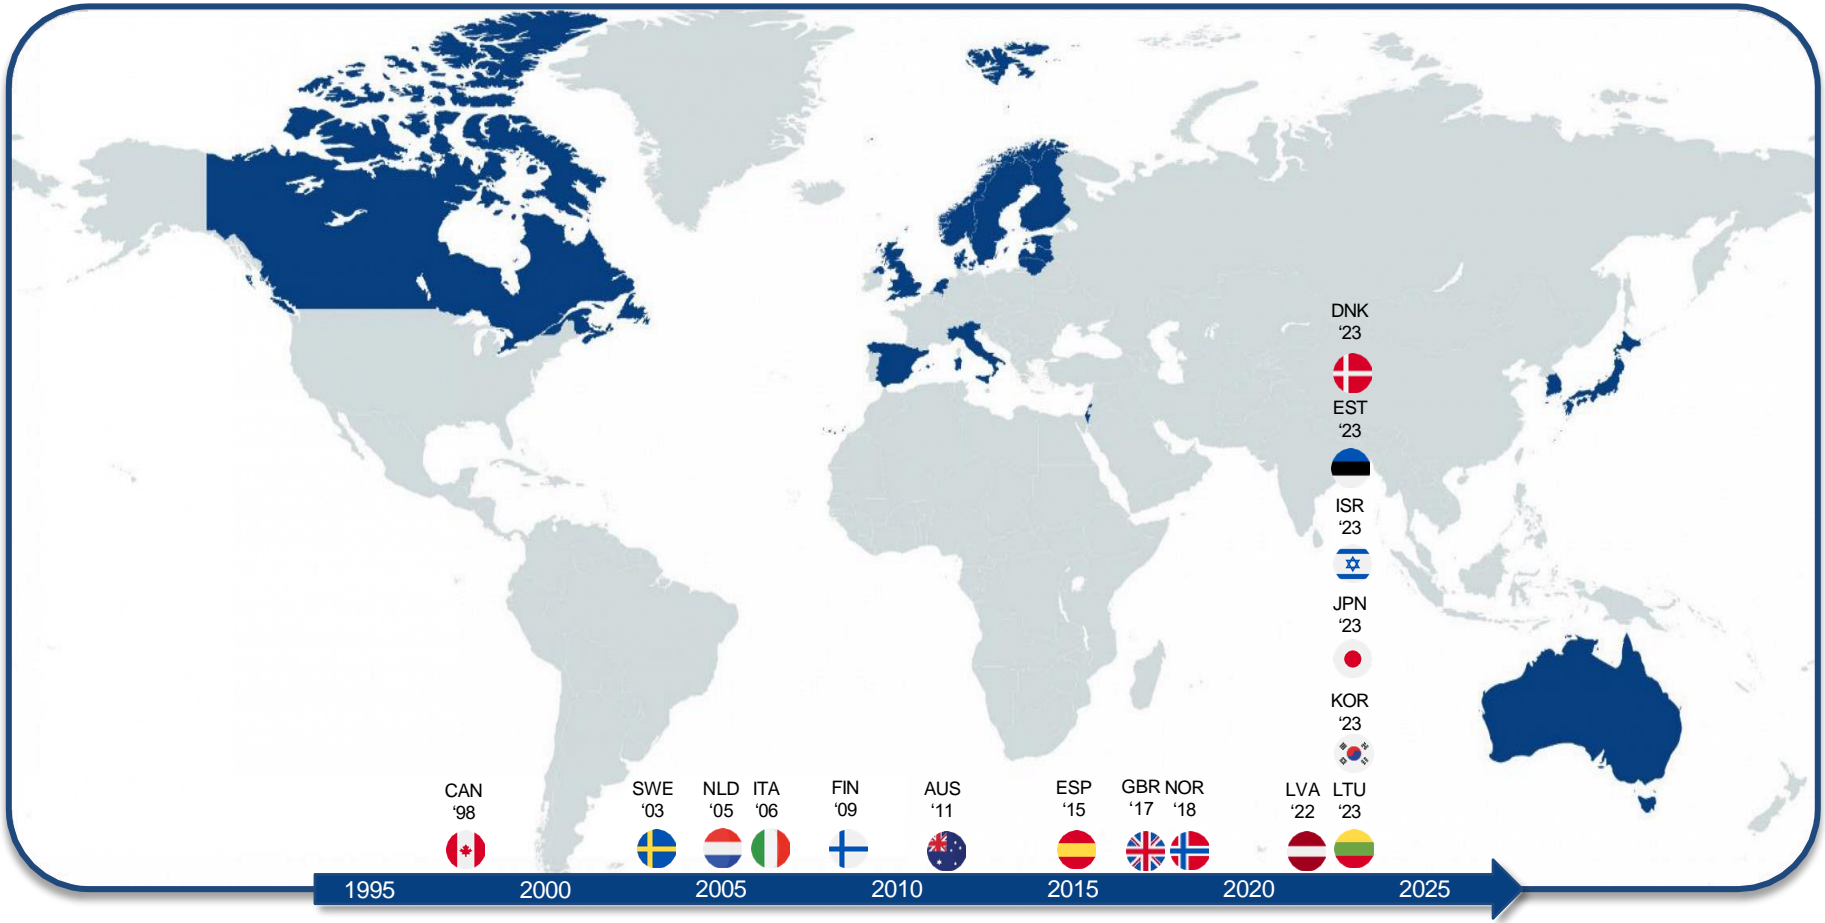 DNK
‘23
EST
‘23
ISR
‘23
JPN
‘23
KOR
‘23
CAN
‘98
SWE
‘03
NLD
‘05
ITA
‘06
FIN
‘09
AUS
‘11
ESP
‘15
GBR
‘17
NOR
‘18
LVA
‘22
LTU
‘23
1995 2000 2005 2010 2015 2020 2025